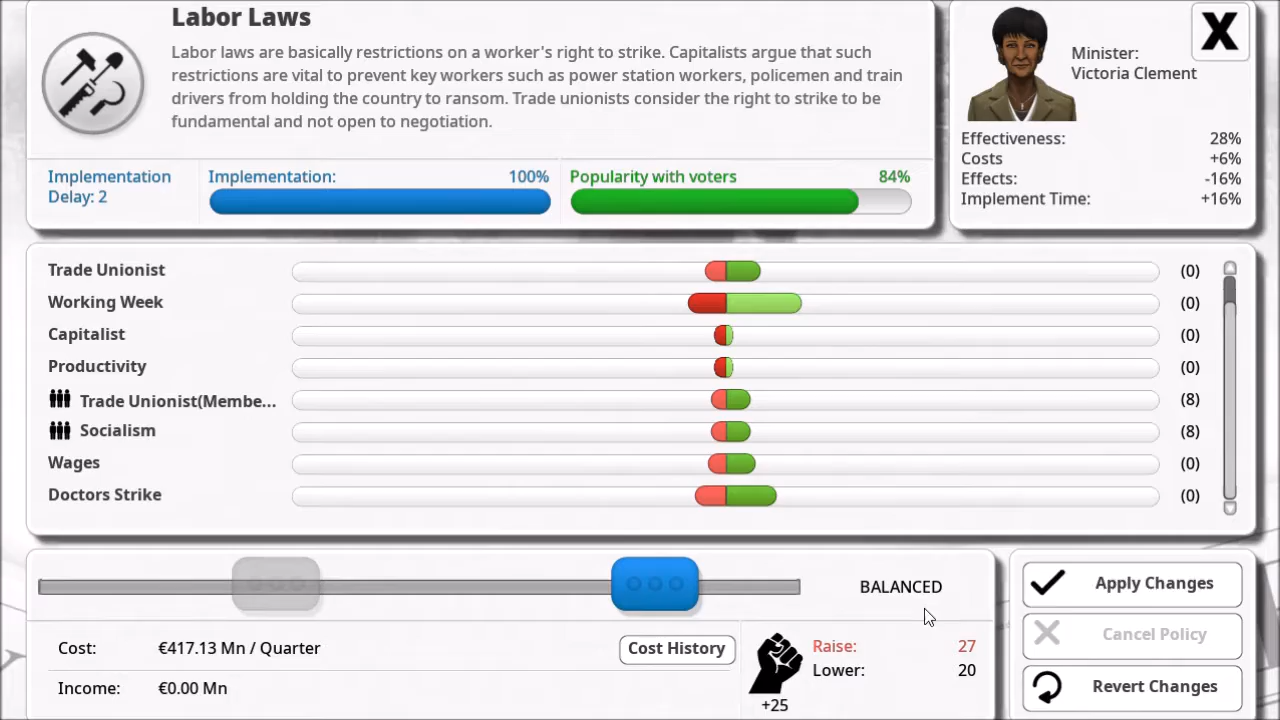 Labor Laws
Labor laws are basically restrictions on a worker's right to strike. Capitalists argue that such
restrictions are vital to prevent key workers such as power station workers, policemen and train
drivers from holding the country to ransom. Trade unionists consider the right to strike to be
fundamental and not open to negotiation.
Minister:
Victoria Clement
X
Effectiveness: 28%
Costs +6%
Effects: -16%
Implement Time: +16%
Implementation
Delay: 2
Implementation: 100%
Popularity with voters 84%
Trade Unionist (0)
Working Week (0)
Capitalist (0)
Productivity (0)
Trade Unionist(Membe... (8)
Socialism (8)
Wages (0)
Doctors Strike (0)
BALANCED
Cost: €417.13 Mn / Quarter
Cost History
Income: €0.00 Mn
+25
Raise: 27
Lower: 20
Apply Changes
Cancel Policy
Revert Changes